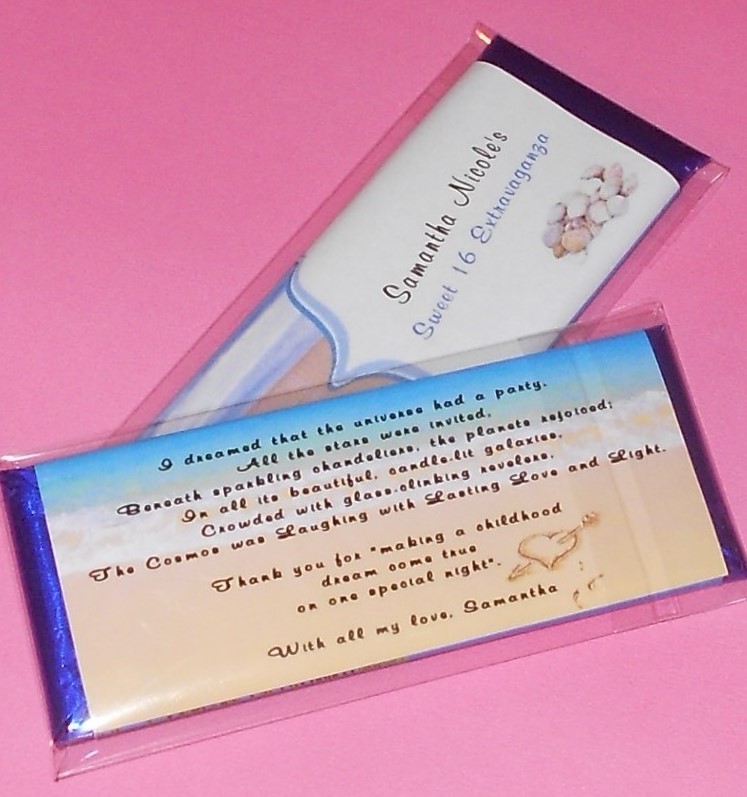 Samantha Nicole's
Sweet 16 Extravaganza
I dreamed that the universe had a party.
All the stars were invited.
Beneath sparkling chandeliers, the planets rejoiced;
In all its beautiful, candle-lit galaxies.
Crowded with glass-clinking revelers,
The Cosmos was Laughing with Lasting Love and Light.
Thank you for "making a childhood
dream come true
on one special night".
With all my love, Samantha